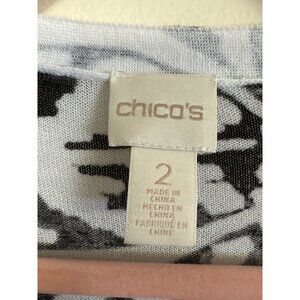 chico's
2
MADE IN
CHINA
HECHO EN
CHINA
FABRIQUÉ EN
CHINE